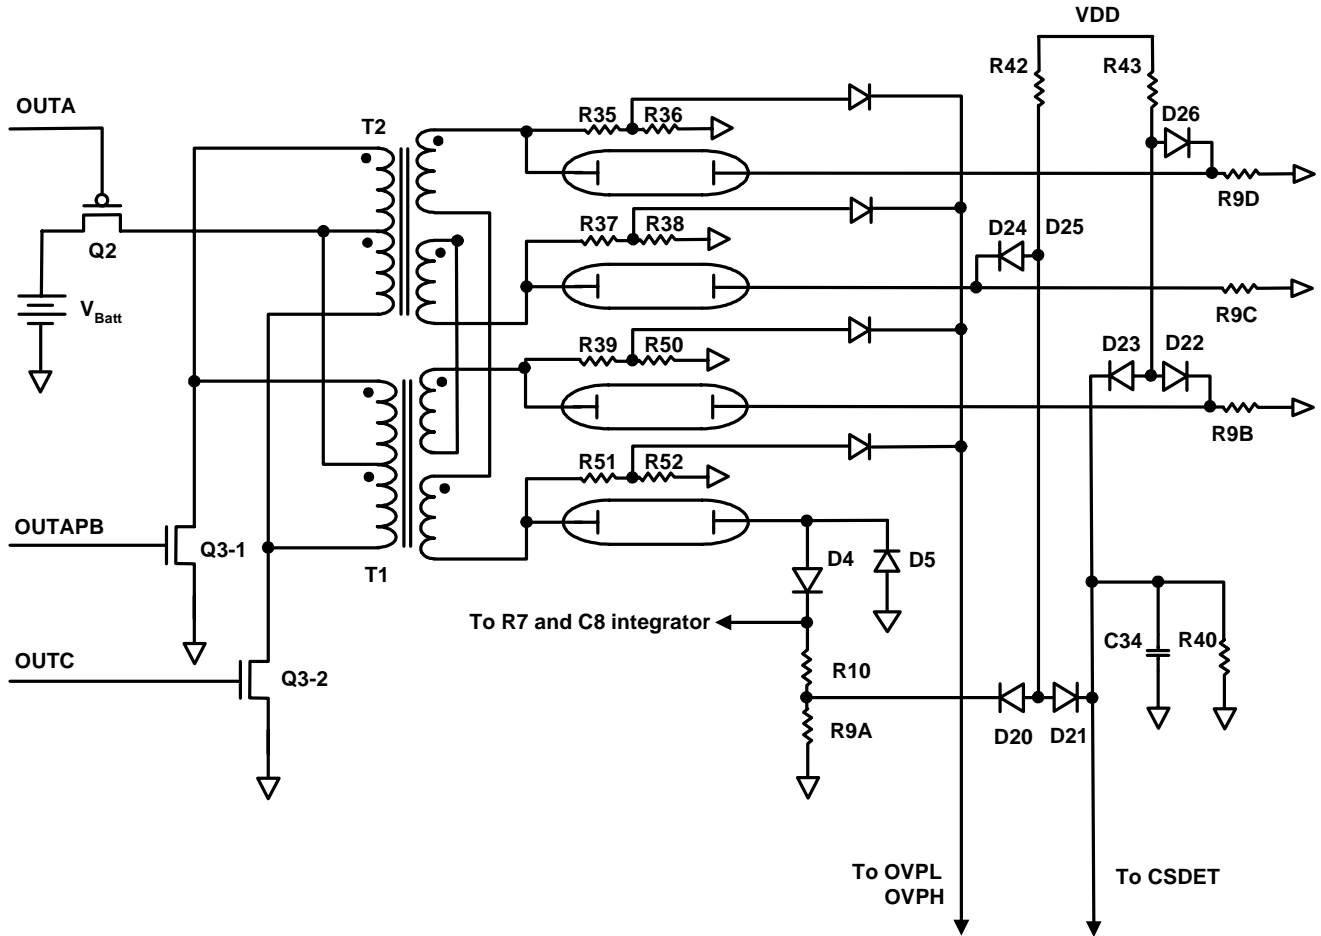 VDD
R42
R43
OUTA
D26
R35
R36
T2
R9D
R37
R38
D24
D25
Q2
V Batt
R9C
R39
R50
D23
D22
R9B
R51
R52
OUTAPB
Q3-1
D4
D5
T1
To R7 and C8 integrator
C34
R40
OUTC
Q3-2
R10
R9A
D20
D21
To OVPL
OVPH
To CSDET